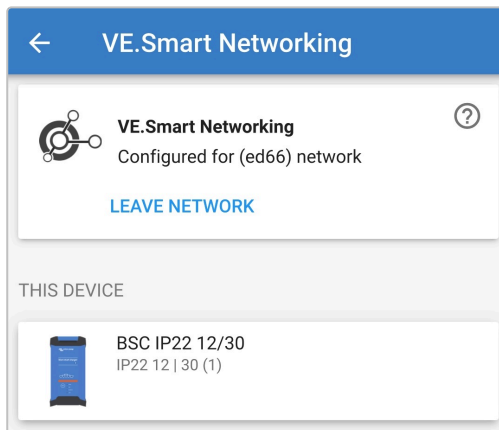 VE.Smart Networking
VE.Smart Networking
Configured for (ed66) network
LEAVE NETWORK
THIS DEVICE
BSC IP22 12/30
IP22 12 | 30 (1)